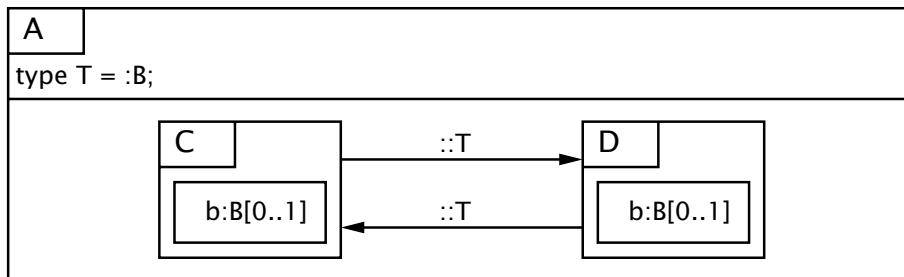 A
type T = :B;
C
::T
D
b:B[0..1]
::T
b:B[0..1]